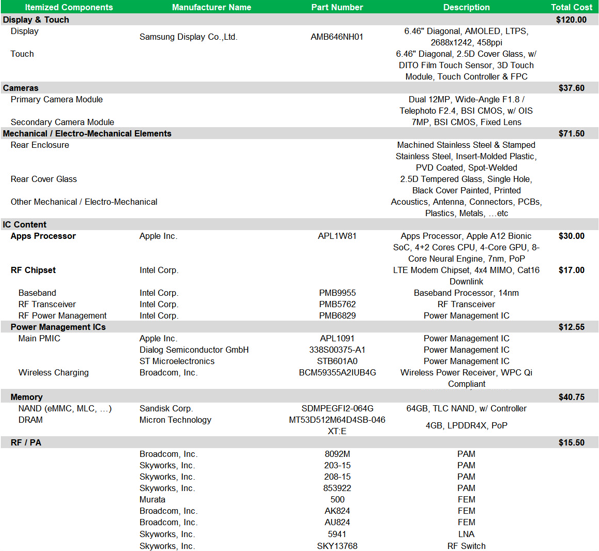 Itemized Components Manufacturer Name Part Number Description Total Cost
Display & Touch $120.00
Display Samsung Display Co.,Ltd. AMB646NH01 6.46" Diagonal, AMOLED, LTPS,
2688x1242, 458ppi
Touch 6.46" Diagonal, 2.5D Cover Glass, w/
DITO Film Touch Sensor, 3D Touch
Module, Touch Controller & FPC
Cameras $37.60
Primary Camera Module Dual 12MP, Wide-Angle F1.8 /
Telephoto F2.4, BSI CMOS, w/ OIS
Secondary Camera Module 7MP, BSI CMOS, Fixed Lens
Mechanical / Electro-Mechanical Elements $71.50
Rear Enclosure Machined Stainless Steel & Stamped
Stainless Steel, Insert-Molded Plastic,
PVD Coated, Spot-Welded
Rear Cover Glass 2.5D Tempered Glass, Single Hole,
Black Cover Painted, Printed
Other Mechanical / Electro-Mechanical Acoustics, Antenna, Connectors, PCBs,
Plastics, Metals, …etc
IC Content
Apps Processor Apple Inc. APL1W81 Apps Processor, Apple A12 Bionic $30.00
SoC, 4+2 Cores CPU, 4-Core GPU, 8-
Core Neural Engine, 7nm, PoP
RF Chipset Intel Corp. LTE Modem Chipset, 4x4 MIMO, Cat16 $17.00
Downlink
Baseband Intel Corp. PMB9955 Baseband Processor, 14nm
RF Transceiver Intel Corp. PMB5762 RF Transceiver
RF Power Management Intel Corp. PMB6829 Power Management IC
Power Management ICs $12.55
Main PMIC Apple Inc. APL1091 Power Management IC
Dialog Semiconductor GmbH 338S00375-A1 Power Management IC
ST Microelectronics STB601A0 Power Management IC
Wireless Charging Broadcom, Inc. BCM59355A2IUB4G Wireless Power Receiver, WPC Qi
Compliant
Memory $40.75
NAND (eMMC, MLC, …) Sandisk Corp. SDMPEGFI2-064G 64GB, TLC NAND, w/ Controller
DRAM Micron Technology MT53D512M64D4SB-046
XT:E 4GB, LPDDR4X, PoP
RF / PA $15.50
Broadcom, Inc. 8092M PAM
Skyworks, Inc. 203-15 PAM
Skyworks, Inc. 208-15 PAM
Skyworks, Inc. 853922 PAM
Murata 500 FEM
Broadcom, Inc. AK824 FEM
Broadcom, Inc. AU824 FEM
Skyworks, Inc. 5941 LNA
Skyworks, Inc. SKY13768 RF Switch